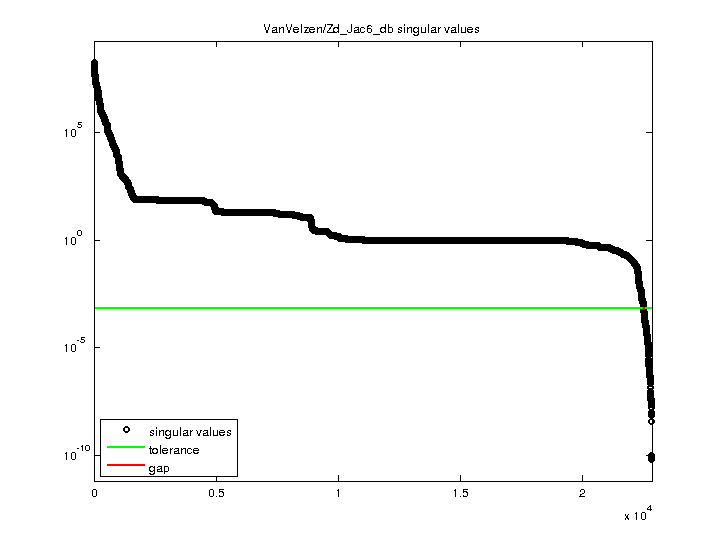 VanVelzen/Zd_Jac6_db singular values
10^5
10^0
10^-5
10^-10
singular values
tolerance
gap
0 0.5 1 1.5 2
x 10^4